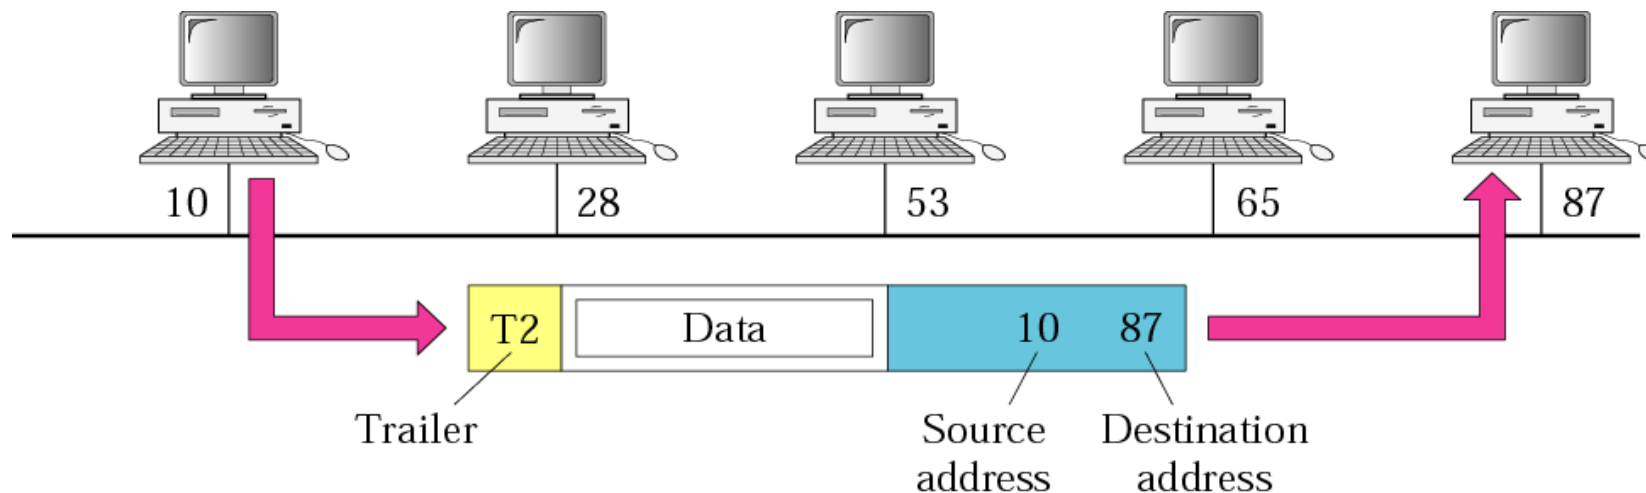 10
28
53
65
87
T2
Data
10
87
Trailer
Source
address
Destination
address